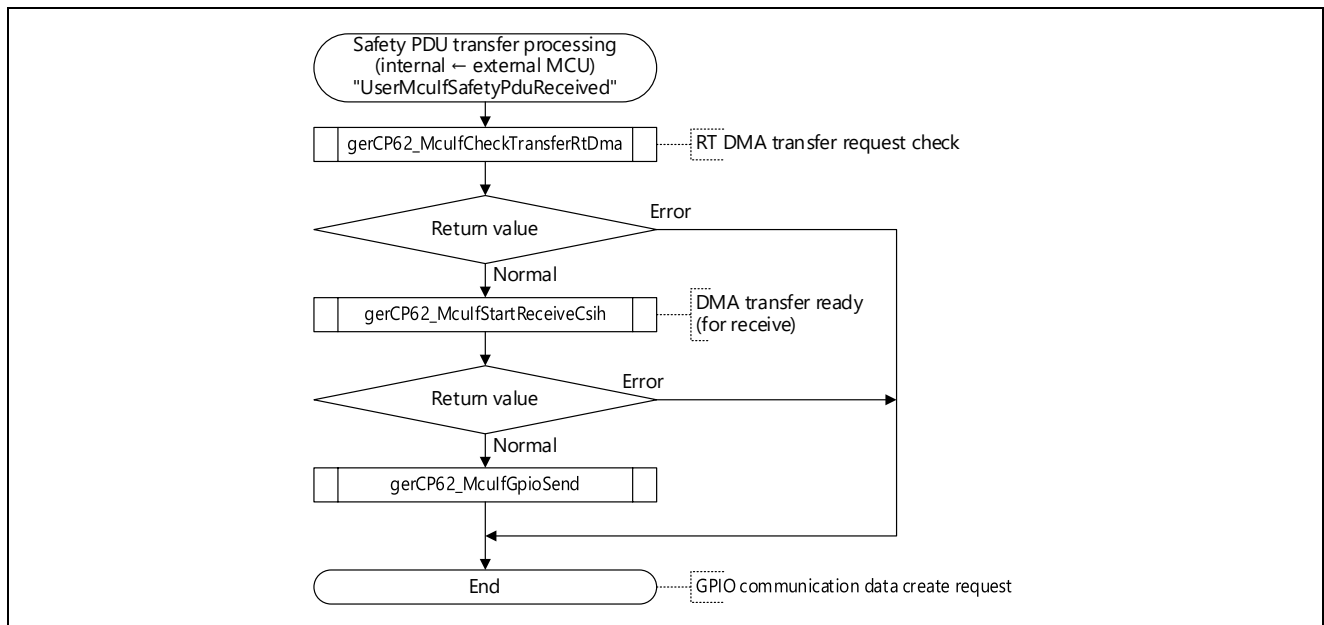 Safety PDU transfer processing
(internal ← external MCU)
"UserMcuIfSafetyPduReceived"
gerCP62_McuIfCheckTransferRtDma
RT DMA transfer request check
Return value
Error
Normal
gerCP62_McuIfStartReceiveCsih
DMA transfer ready
(for receive)
Return value
Error
Normal
gerCP62_McuIfGpioSend
End
GPIO communication data create request